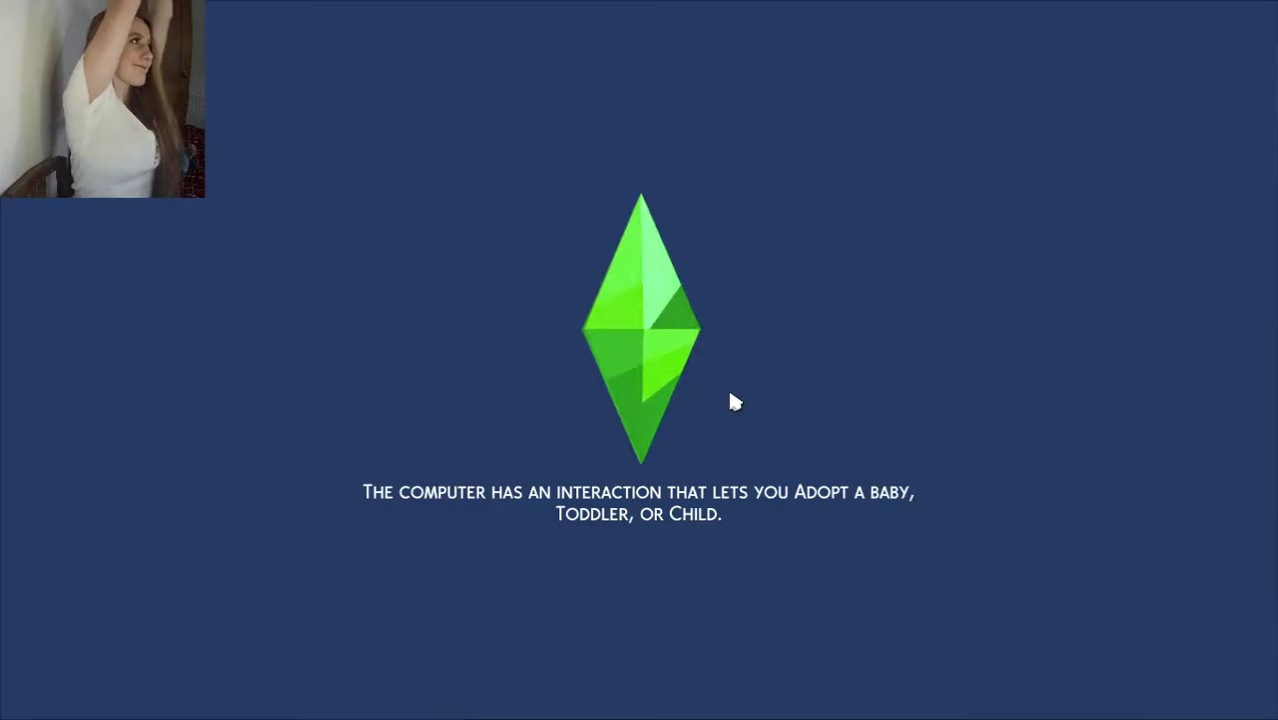 The computer has an interaction that lets you Adopt a baby,
Toddler, or Child.